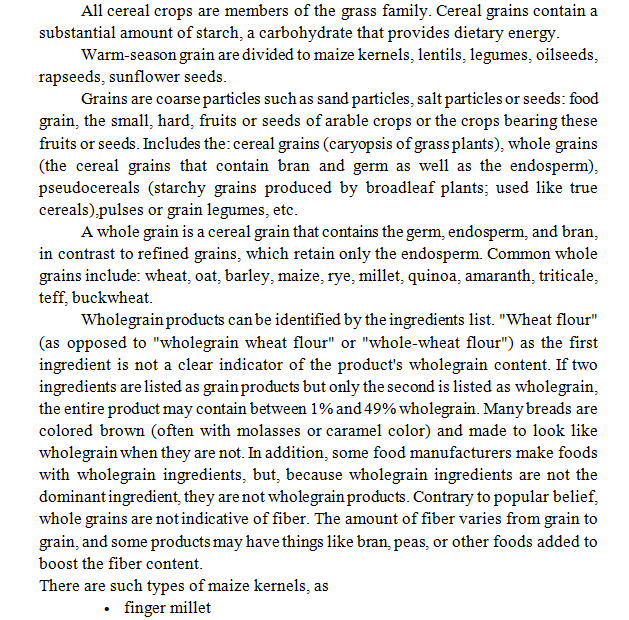 All cereal crops are members of the grass family. Cereal grains contain a
substantial amount of starch, a carbohydrate that provides dietary energy.
Warm-season grain are divided to maize kernels, lentils, legumes, oilseeds,
rapseeds, sunflower seeds.
Grains are coarse particles such as sand particles, salt particles or seeds: food
grain, the small, hard, fruits or seeds of arable crops or the crops bearing these
fruits or seeds. Includes the: cereal grains (caryopsis of grass plants), whole grains
(the cereal grains that contain bran and germ as well as the endosperm),
pseudocereals (starchy grains produced by broadleaf plants; used like true
cereals),pulses or grain legumes, etc.
A whole grain is a cereal grain that contains the germ, endosperm, and bran,
in contrast to refined grains, which retain only the endosperm. Common whole
grains include: wheat, oat, barley, maize, rye, millet, quinoa, amaranth, triticale,
teff, buckwheat.
Wholegrain products can be identified by the ingredients list. "Wheat flour"
(as opposed to "wholegrain wheat flour" or "whole-wheat flour") as the first
ingredient is not a clear indicator of the product's wholegrain content. If two
ingredients are listed as grain products but only the second is listed as wholegrain,
the entire product may contain between 1% and 49% wholegrain. Many breads are
colored brown (often with molasses or caramel color) and made to look like
wholegrain when they are not. In addition, some food manufacturers make foods
with wholegrain ingredients, but, because wholegrain ingredients are not the
dominant ingredient, they are not wholegrain products. Contrary to popular belief,
whole grains are not indicative of fiber. The amount of fiber varies from grain to
grain, and some products may have things like bran, peas, or other foods added to
boost the fiber content.
There are such types of maize kernels, as
• finger millet